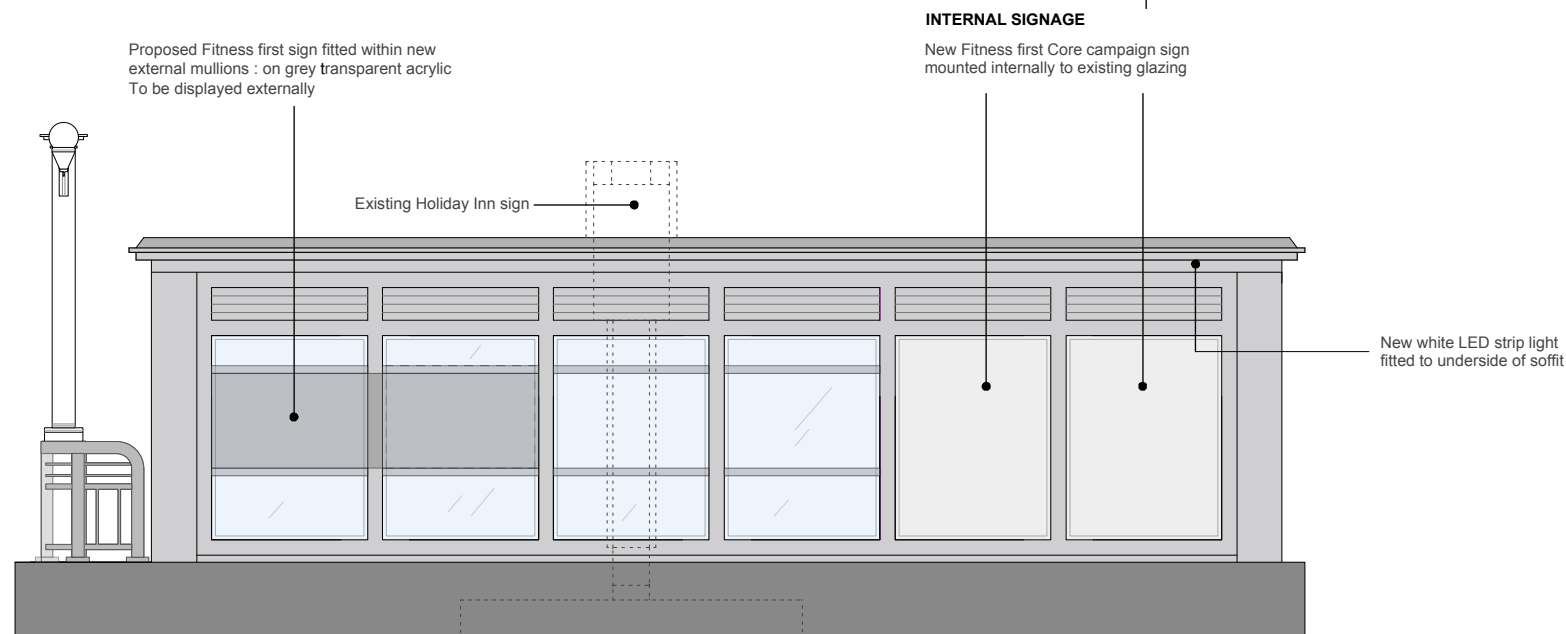 INTERNAL SIGNAGE
Proposed Fitness first sign fitted within new
external mullions : on grey transparent acrylic
To be displayed externally
New Fitness first Core campaign sign
mounted internally to existing glazing
Existing Holiday Inn sign
New white LED strip light
fitted to underside of soffit